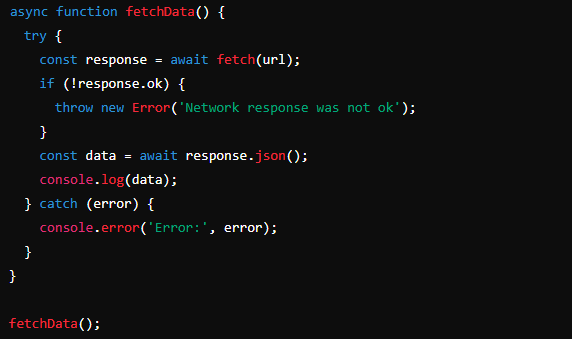 async function fetchData() {
  try {
    const response = await fetch(url);
    if (!response.ok) {
      throw new Error('Network response was not ok');
    }
    const data = await response.json();
    console.log(data);
  } catch (error) {
    console.error('Error:', error);
  }
}

fetchData();